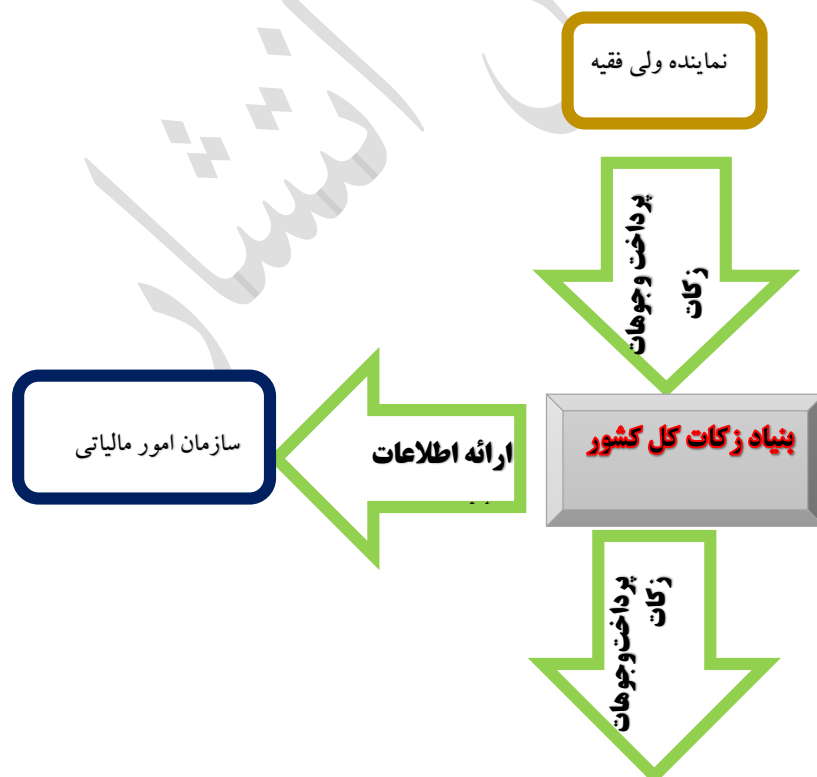 نماینده ولی فقیه
پرداخت وجوهات
زکات
بنیاد زکات کل کشور
ارائه اطلاعات
سازمان امور مالیاتی
پرداخت‌وجوهات
زکات